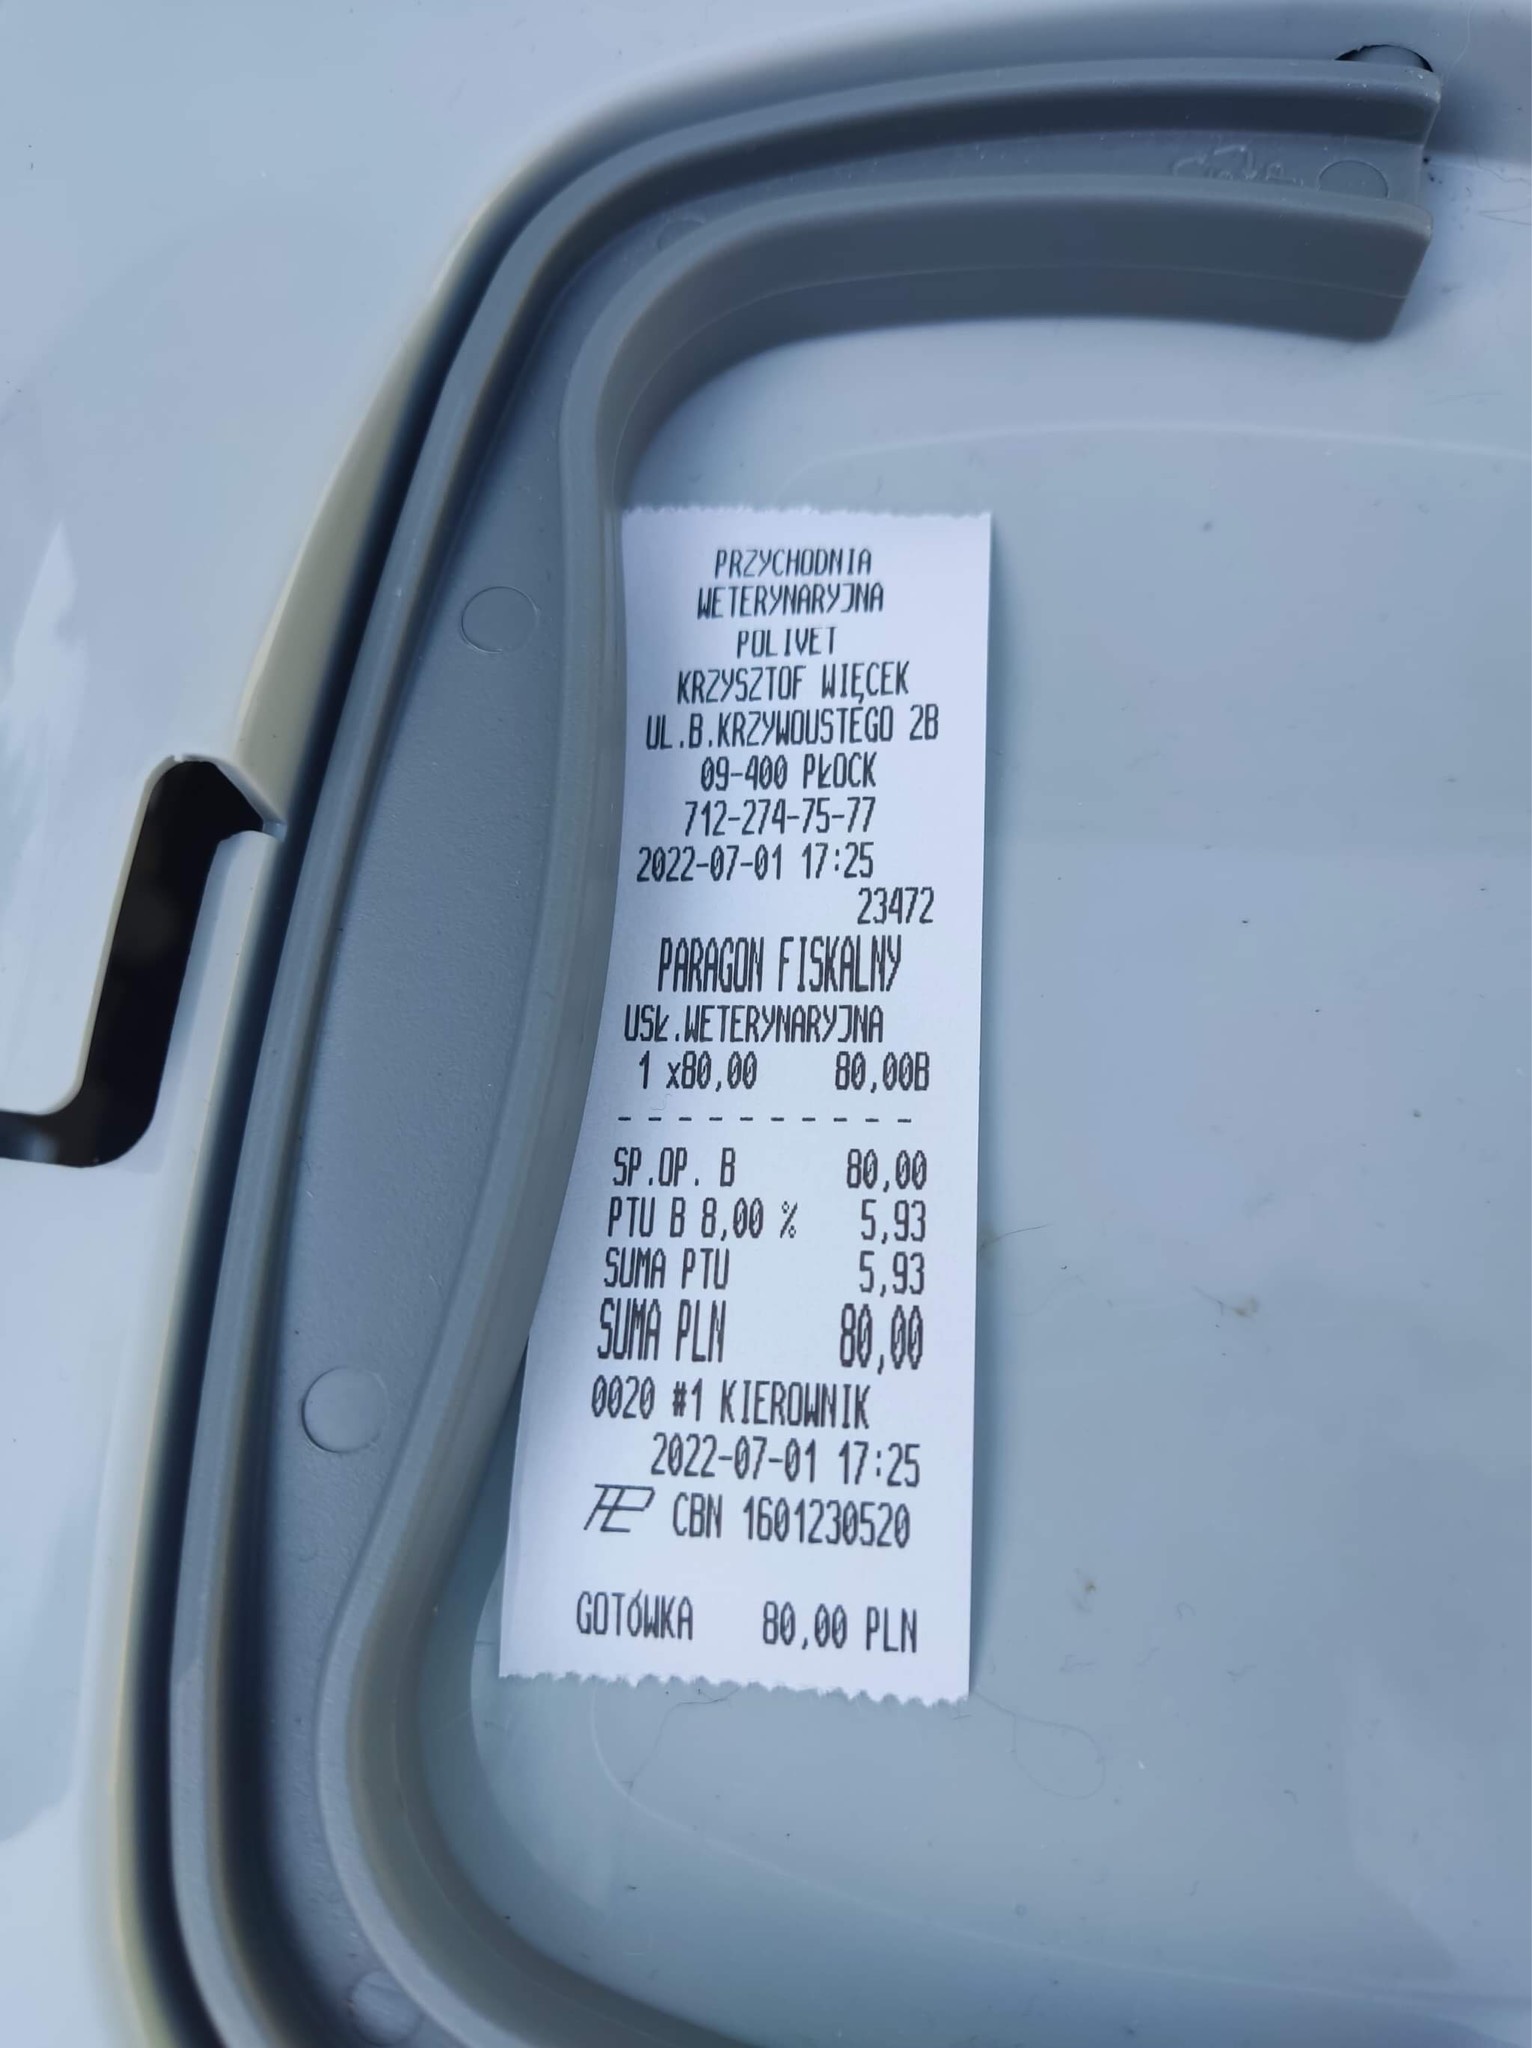 PRZYCHODNIA
WETERYNARYJNA
POLIVET
KRZYSZTOF WIĘCEK
UL.B.KRZYWOUSTEGO 2B
09-400 PŁOCK
712-274-75-77
2022-07-01 17:25
23472
PARAGON FISKALNY
USŁ.WETERYNARYJNA
1 x80,00 80,00B
----------
SP.OP. B 80,00
PTU B 8,00 % 5,93
SUMA PTU 5,93
SUMA PLN 80,00
0020 #1 KIEROWNIK
2022-07-01 17:25
PL CBN 1601230520
GOTÓWKA 80,00 PLN